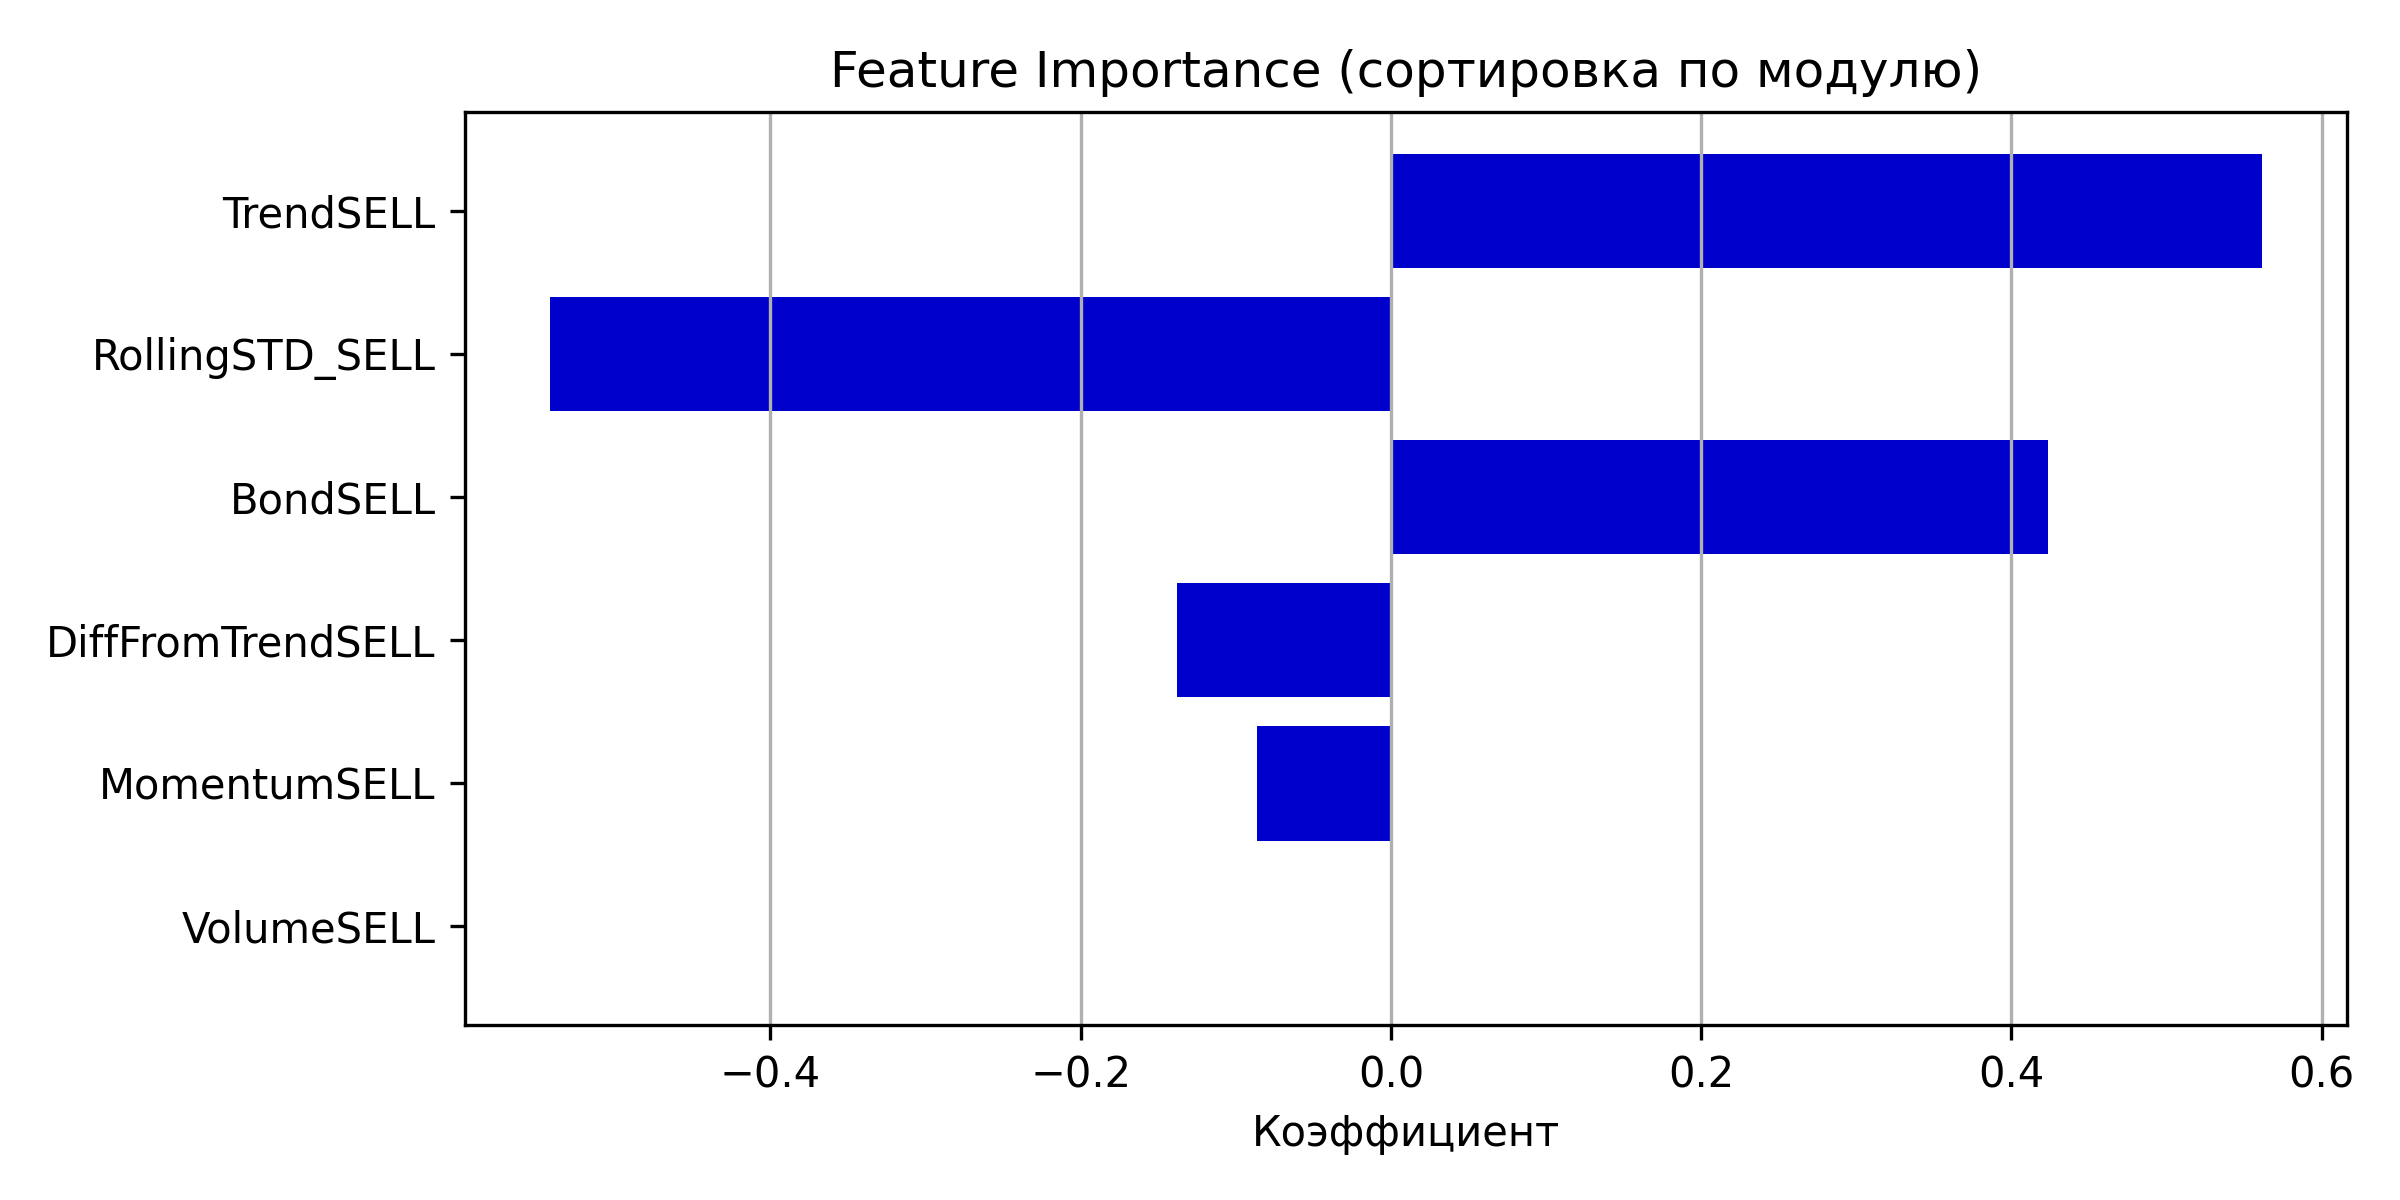 Feature Importance (сортировка по модулю)
TrendSELL
RollingSTD_SELL
BondSELL
DiffFromTrendSELL
MomentumSELL
VolumeSELL
−0.4
−0.2
0.0
0.2
0.4
0.6
Коэффициент